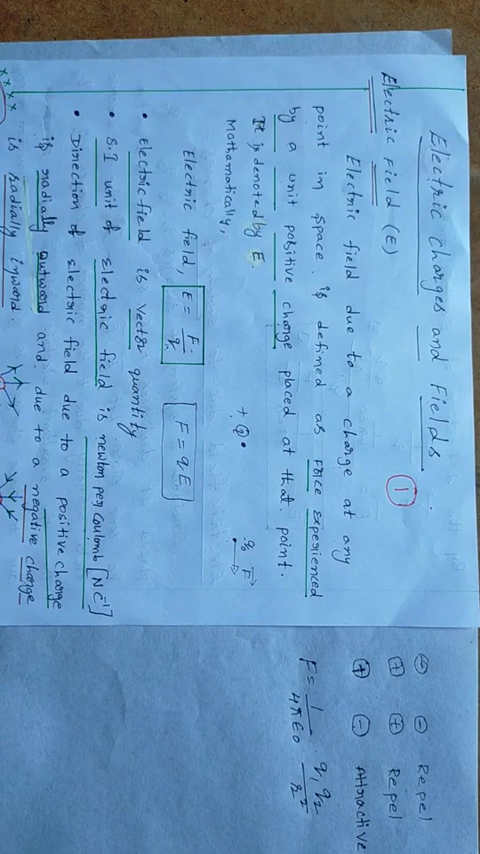 Electric Charges and Fields.
1
Electric Field (E)
Electric field due to a charge at any
point in space is defined as force experienced
by a unit positive charge placed at that point.
It is denoted by E.
Mathematically,
+Q
q₀ F
Electric field, E = F/q₀ F = qE
• Electric field is vector quantity
• S.I unit of electric field is newton per Coulomb [NC⁻¹]
• Direction of electric field due to a positive charge
is radially outward and due to a negative charge
is radially inward.
⊖ ⊖ Repel
⊕ ⊕ Repel
⊕ ⊖ Attractive
F = 1/4πε₀ q₁q₂/r²